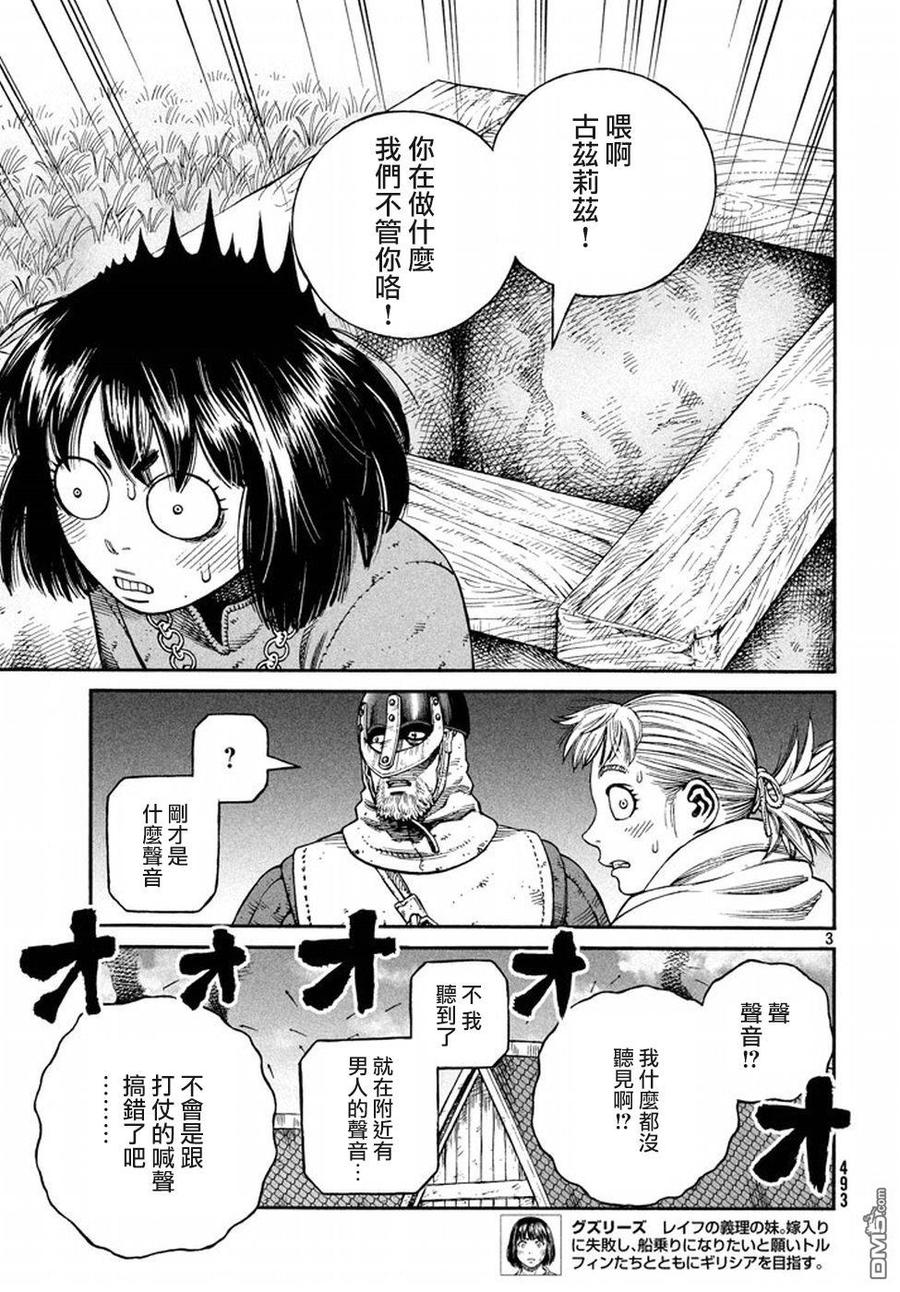 喂啊
古茲莉茲！
你在做什麼
我們不管你咯！
？
剛才是
什麼聲音
3
聲
聲音!?
我什麼都沒
聽見啊!?
不我
聽到了
就在附近有
男人的聲音…
不會是跟
打仗的喊聲
搞錯了吧
………
オオオオオ
493
グズリーズ　レイフの義理の妹。嫁入り
に失敗し、船乗りになりたいと願いトル
フィンたちとともにギリシアを目指す。
DM5.com